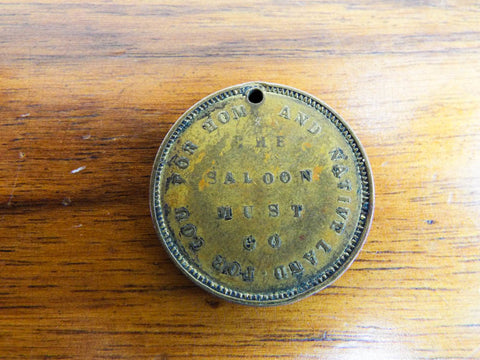 FOR GOD FOR HOME AND NATIVE LAND
THE
SALOON
MUST
GO